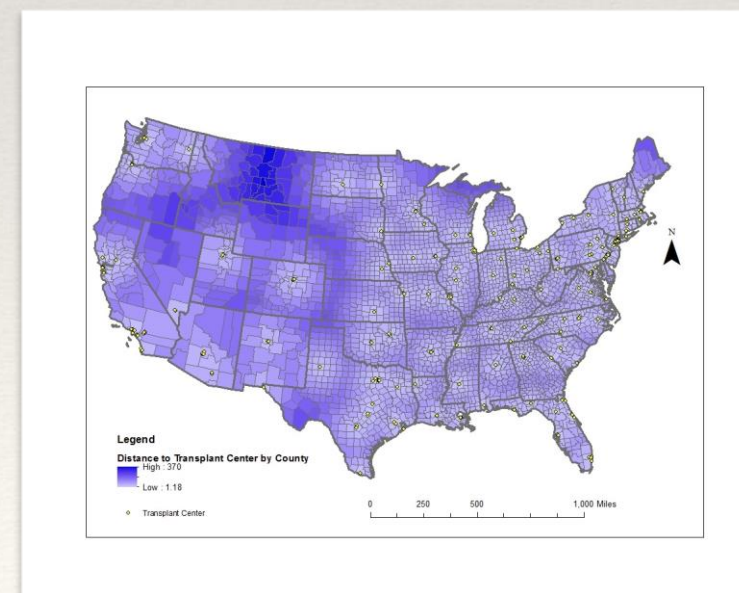 N
Legend
Distance to Transplant Center by County
High : 370
Low : 1.18
Transplant Center
0 250 500 1,000 Miles